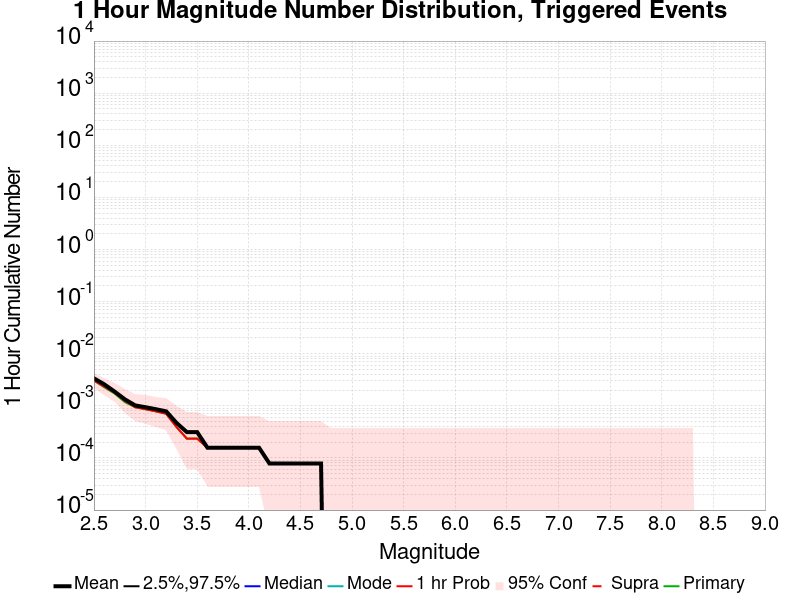 1 Hour Magnitude Number Distribution, Triggered Events
1 Hour Cumulative Number
10^4
10^3
10^2
10^1
10^0
10^-1
10^-2
10^-3
10^-4
10^-5
2.5 3.0 3.5 4.0 4.5 5.0 5.5 6.0 6.5 7.0 7.5 8.0 8.5 9.0
Magnitude
Mean 2.5%,97.5% Median Mode 1 hr Prob 95% Conf Supra Primary